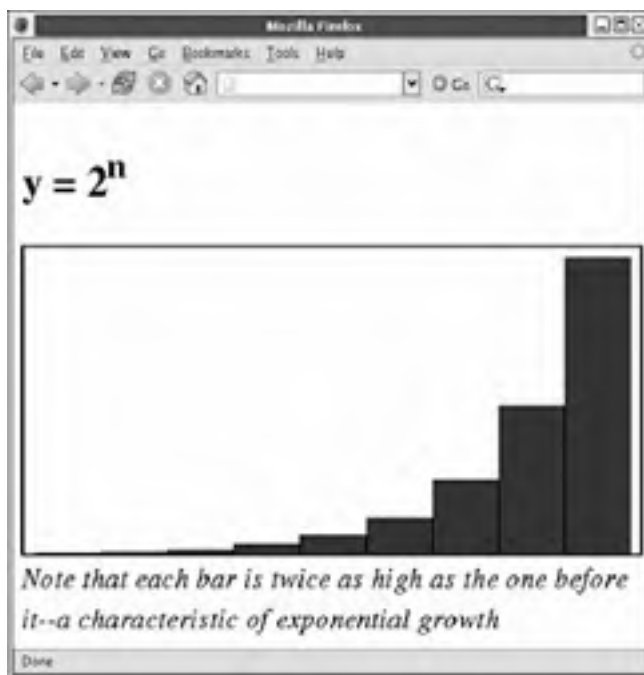 Mozilla Firefox
File Edit View Go Bookmarks Tools Help
Go
y = 2ⁿ
Note that each bar is twice as high as the one before
it--a characteristic of exponential growth
Done